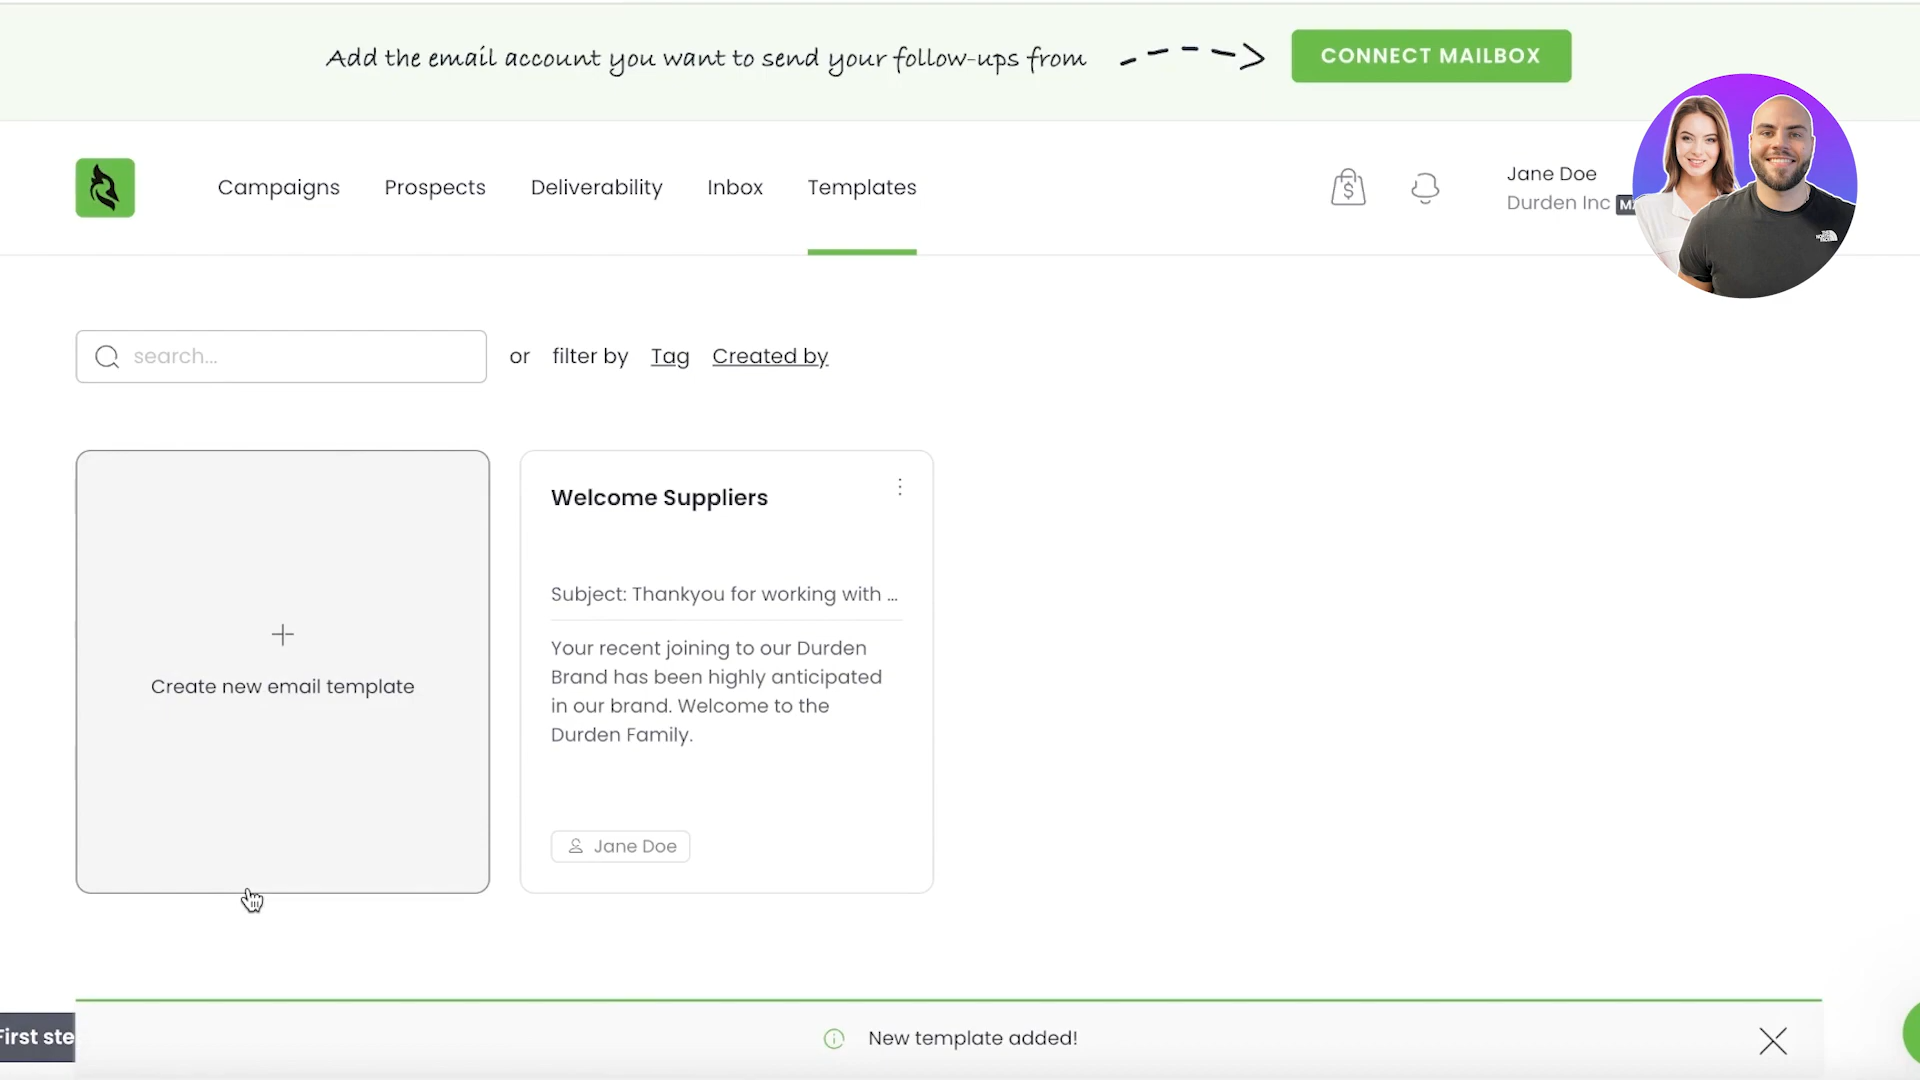 Add the email account you want to send your follow-ups from
CONNECT MAILBOX
Campaigns
Prospects
Deliverability
Inbox
Templates
Jane Doe
Durden Inc
search...
or filter by Tag Created by
Create new email template
Welcome Suppliers
Subject: Thankyou for working with ...
Your recent joining to our Durden
Brand has been highly anticipated
in our brand. Welcome to the
Durden Family.
Jane Doe
First ste
New template added!